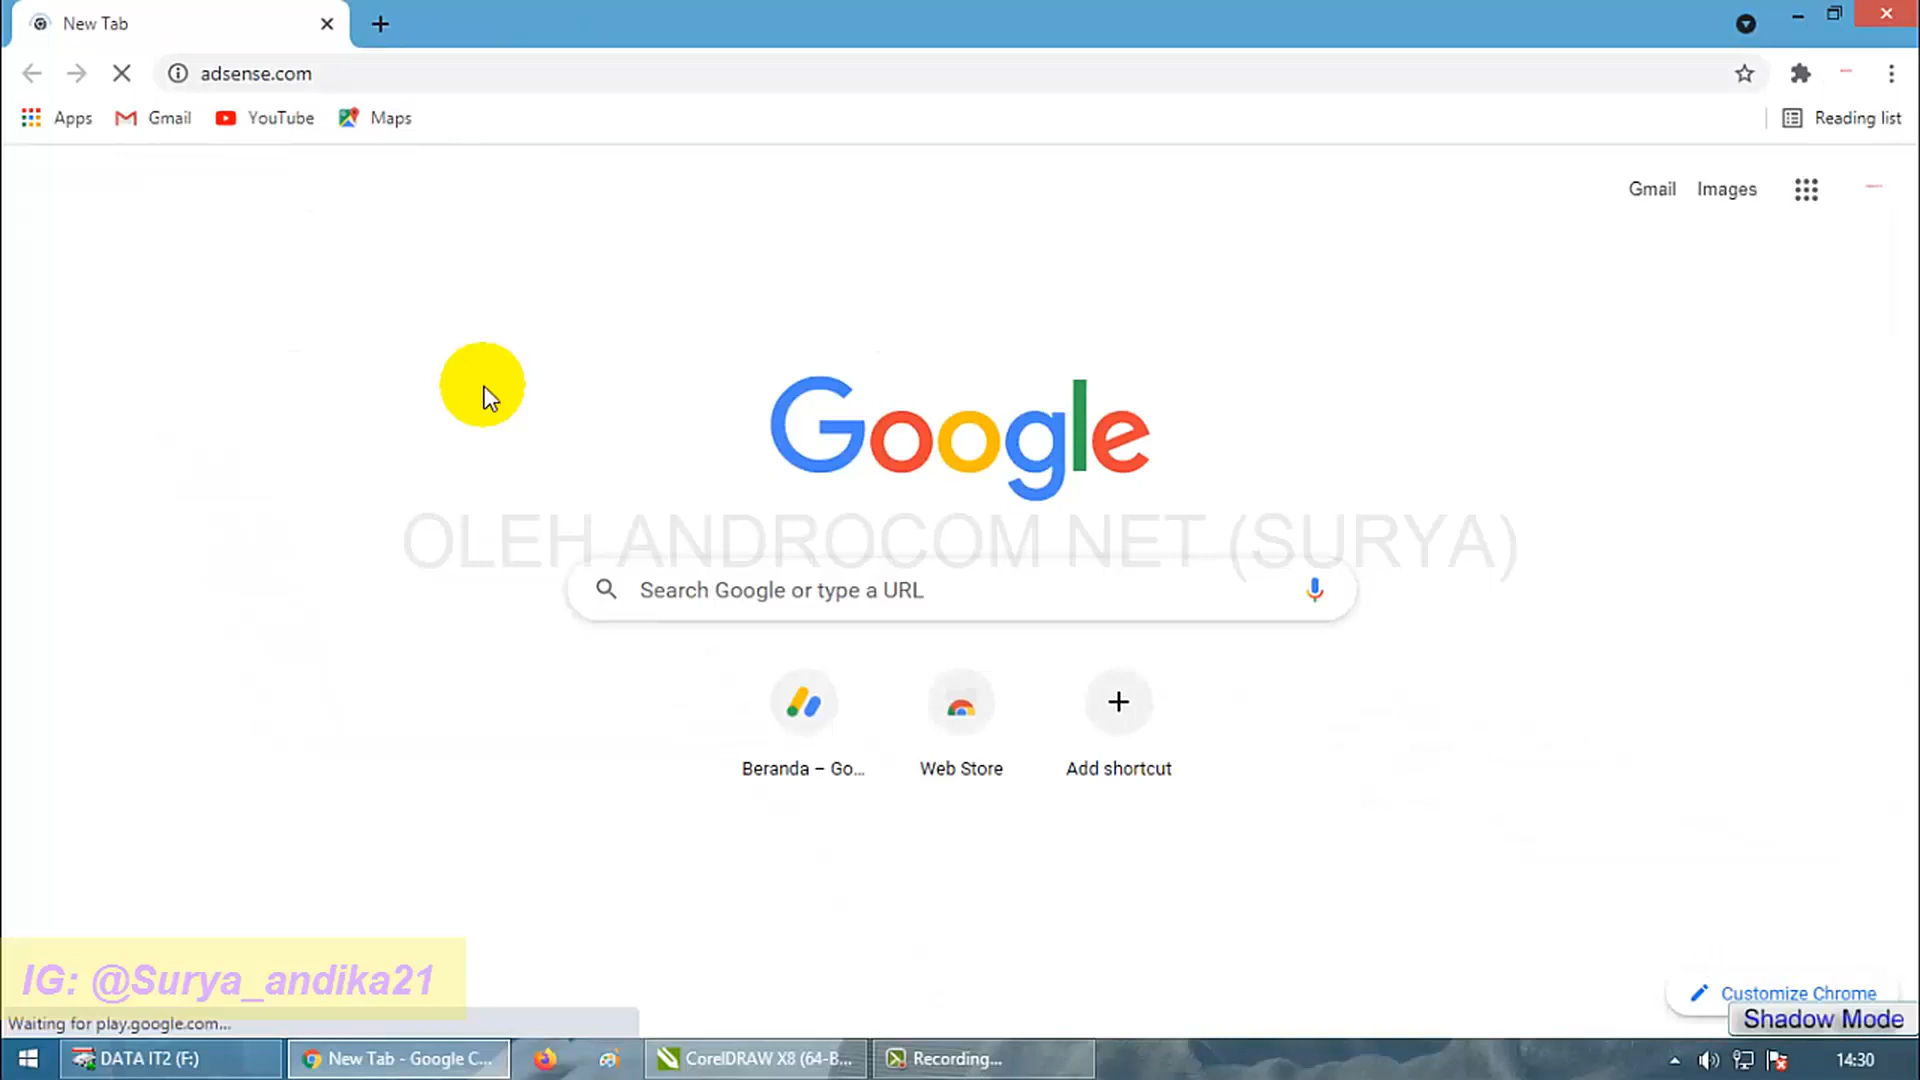 New Tab
adsense.com
Apps
Gmail
YouTube
Maps
Reading list
Gmail
Images
Google
OLEH ANDROCOM NET (SURYA)
Search Google or type a URL
Beranda – Go...
Web Store
Add shortcut
IG: @Surya_andika21
Customize Chrome
Shadow Mode
Waiting for play.google.com...
DATA IT2 (F:)
New Tab - Google C...
CorelDRAW X8 (64-B...
Recording...
14:30